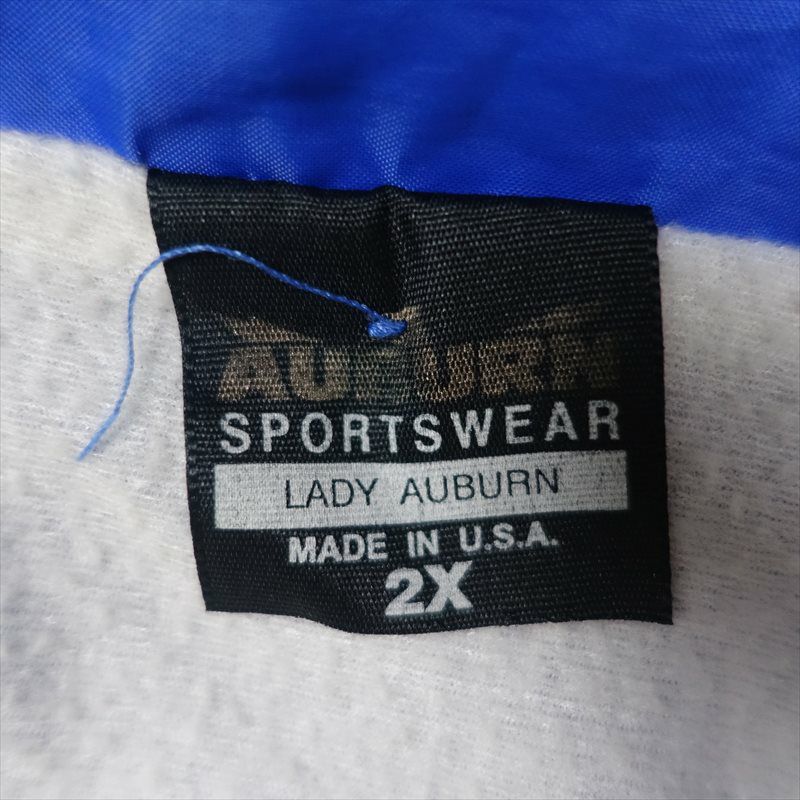 AUBURN
SPORTSWEAR
LADY AUBURN
MADE IN U.S.A.
2X